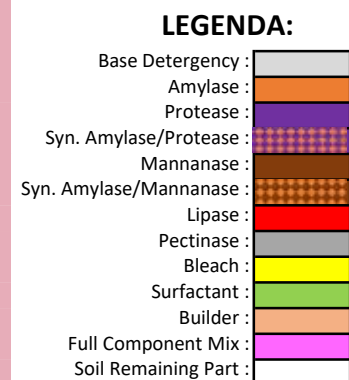 LEGENDA:
Base Detergency :
Amylase :
Protease :
Syn. Amylase/Protease :
Mannanase :
Syn. Amylase/Mannanase :
Lipase :
Pectinase :
Bleach :
Surfactant :
Builder :
Full Component Mix :
Soil Remaining Part :